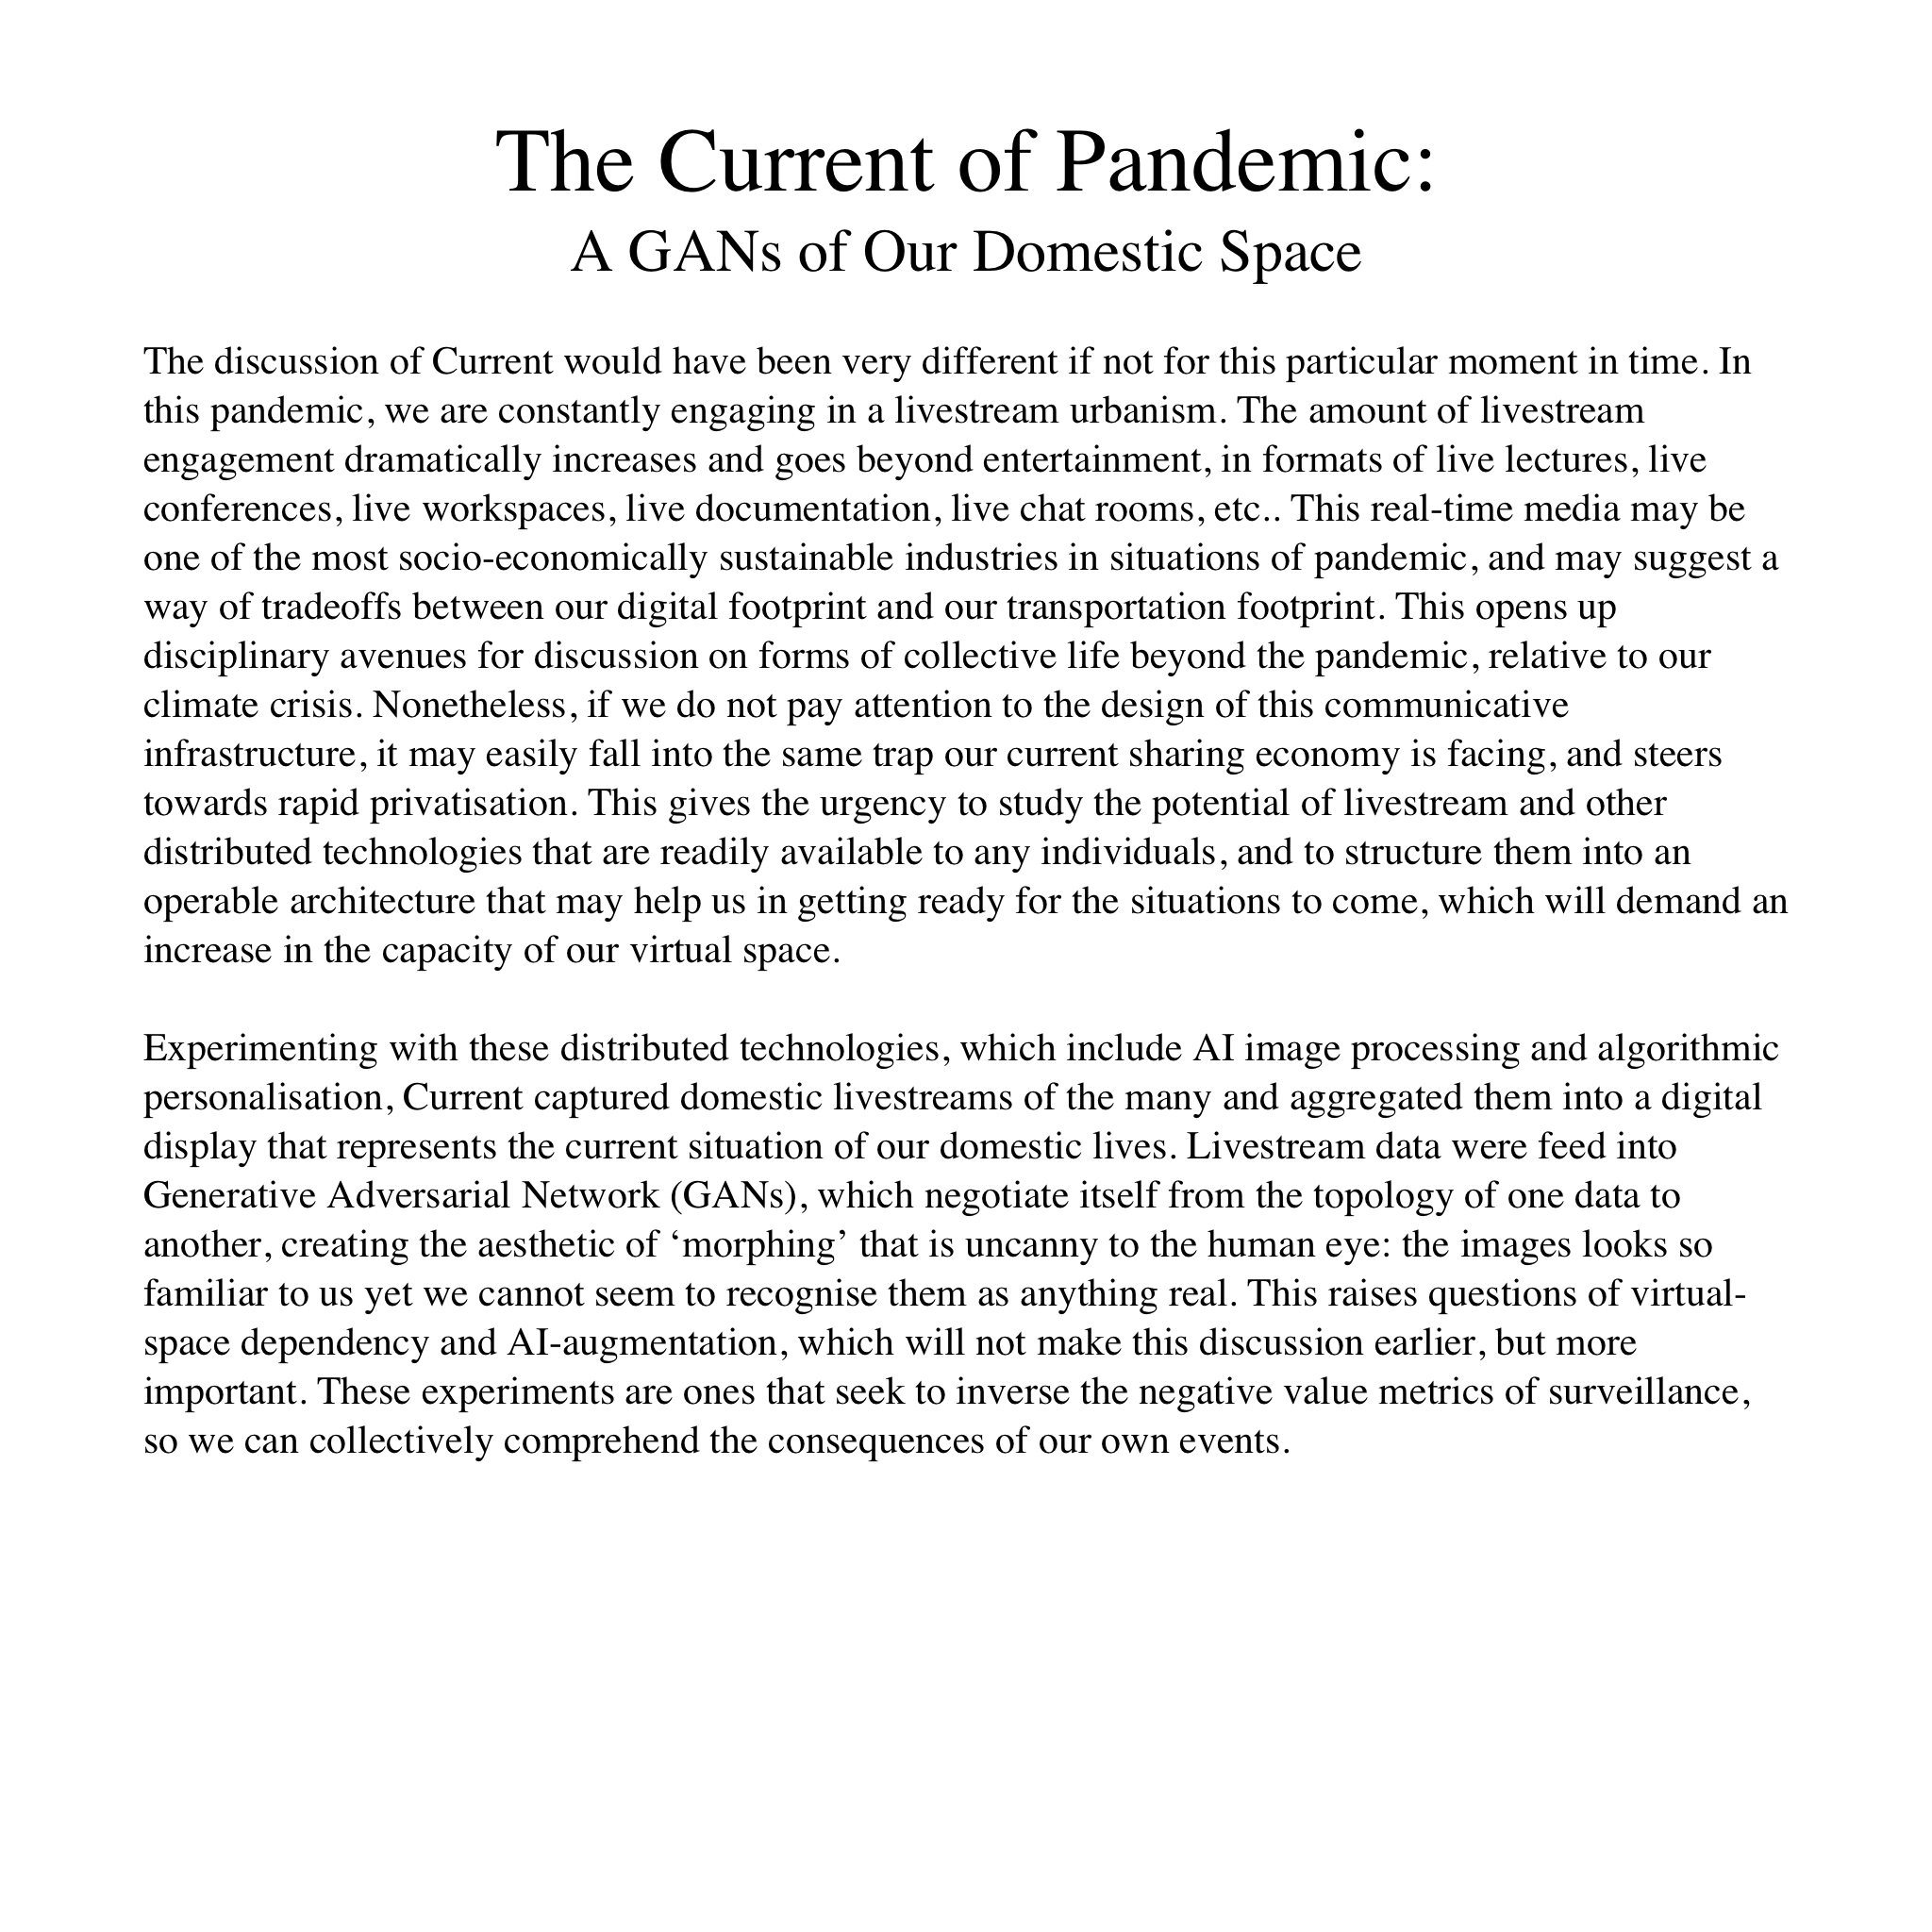 The Current of Pandemic:
A GANs of Our Domestic Space
The discussion of Current would have been very different if not for this particular moment in time. In
this pandemic, we are constantly engaging in a livestream urbanism. The amount of livestream
engagement dramatically increases and goes beyond entertainment, in formats of live lectures, live
conferences, live workspaces, live documentation, live chat rooms, etc.. This real-time media may be
one of the most socio-economically sustainable industries in situations of pandemic, and may suggest a
way of tradeoffs between our digital footprint and our transportation footprint. This opens up
disciplinary avenues for discussion on forms of collective life beyond the pandemic, relative to our
climate crisis. Nonetheless, if we do not pay attention to the design of this communicative
infrastructure, it may easily fall into the same trap our current sharing economy is facing, and steers
towards rapid privatisation. This gives the urgency to study the potential of livestream and other
distributed technologies that are readily available to any individuals, and to structure them into an
operable architecture that may help us in getting ready for the situations to come, which will demand an
increase in the capacity of our virtual space.
Experimenting with these distributed technologies, which include AI image processing and algorithmic
personalisation, Current captured domestic livestreams of the many and aggregated them into a digital
display that represents the current situation of our domestic lives. Livestream data were feed into
Generative Adversarial Network (GANs), which negotiate itself from the topology of one data to
another, creating the aesthetic of ‘morphing’ that is uncanny to the human eye: the images looks so
familiar to us yet we cannot seem to recognise them as anything real. This raises questions of virtual-
space dependency and AI-augmentation, which will not make this discussion earlier, but more
important. These experiments are ones that seek to inverse the negative value metrics of surveillance,
so we can collectively comprehend the consequences of our own events.